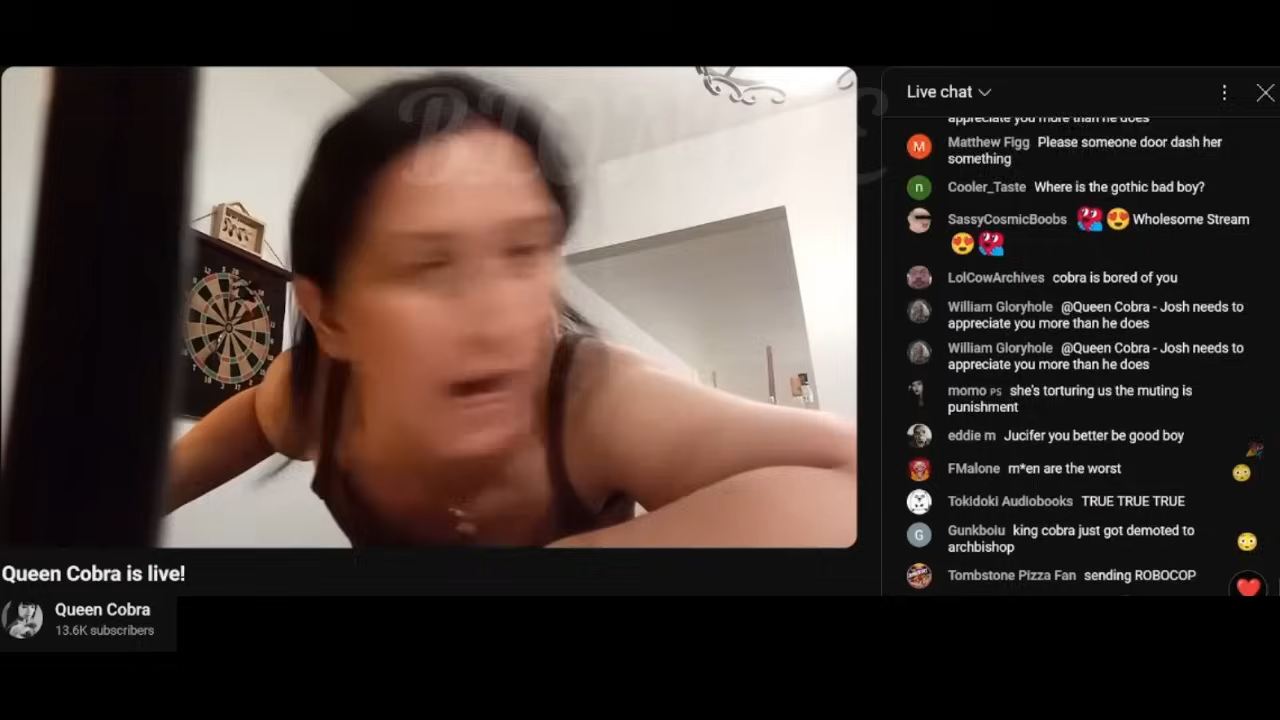 Live chat
appreciate you more than he does
Matthew Figg Please someone door dash her
something
Cooler_Taste Where is the gothic bad boy?
SassyCosmicBoobs Wholesome Stream
LolCowArchives cobra is bored of you
William Gloryhole @Queen Cobra - Josh needs to
appreciate you more than he does
William Gloryhole @Queen Cobra - Josh needs to
appreciate you more than he does
momo PS she's torturing us the muting is
punishment
eddie m Jucifer you better be good boy
FMalone m*en are the worst
Tokidoki Audiobooks TRUE TRUE TRUE
Gunkboiu king cobra just got demoted to
archbishop
Tombstone Pizza Fan sending ROBOCOP
Queen Cobra is live!
Queen Cobra
13.6K subscribers